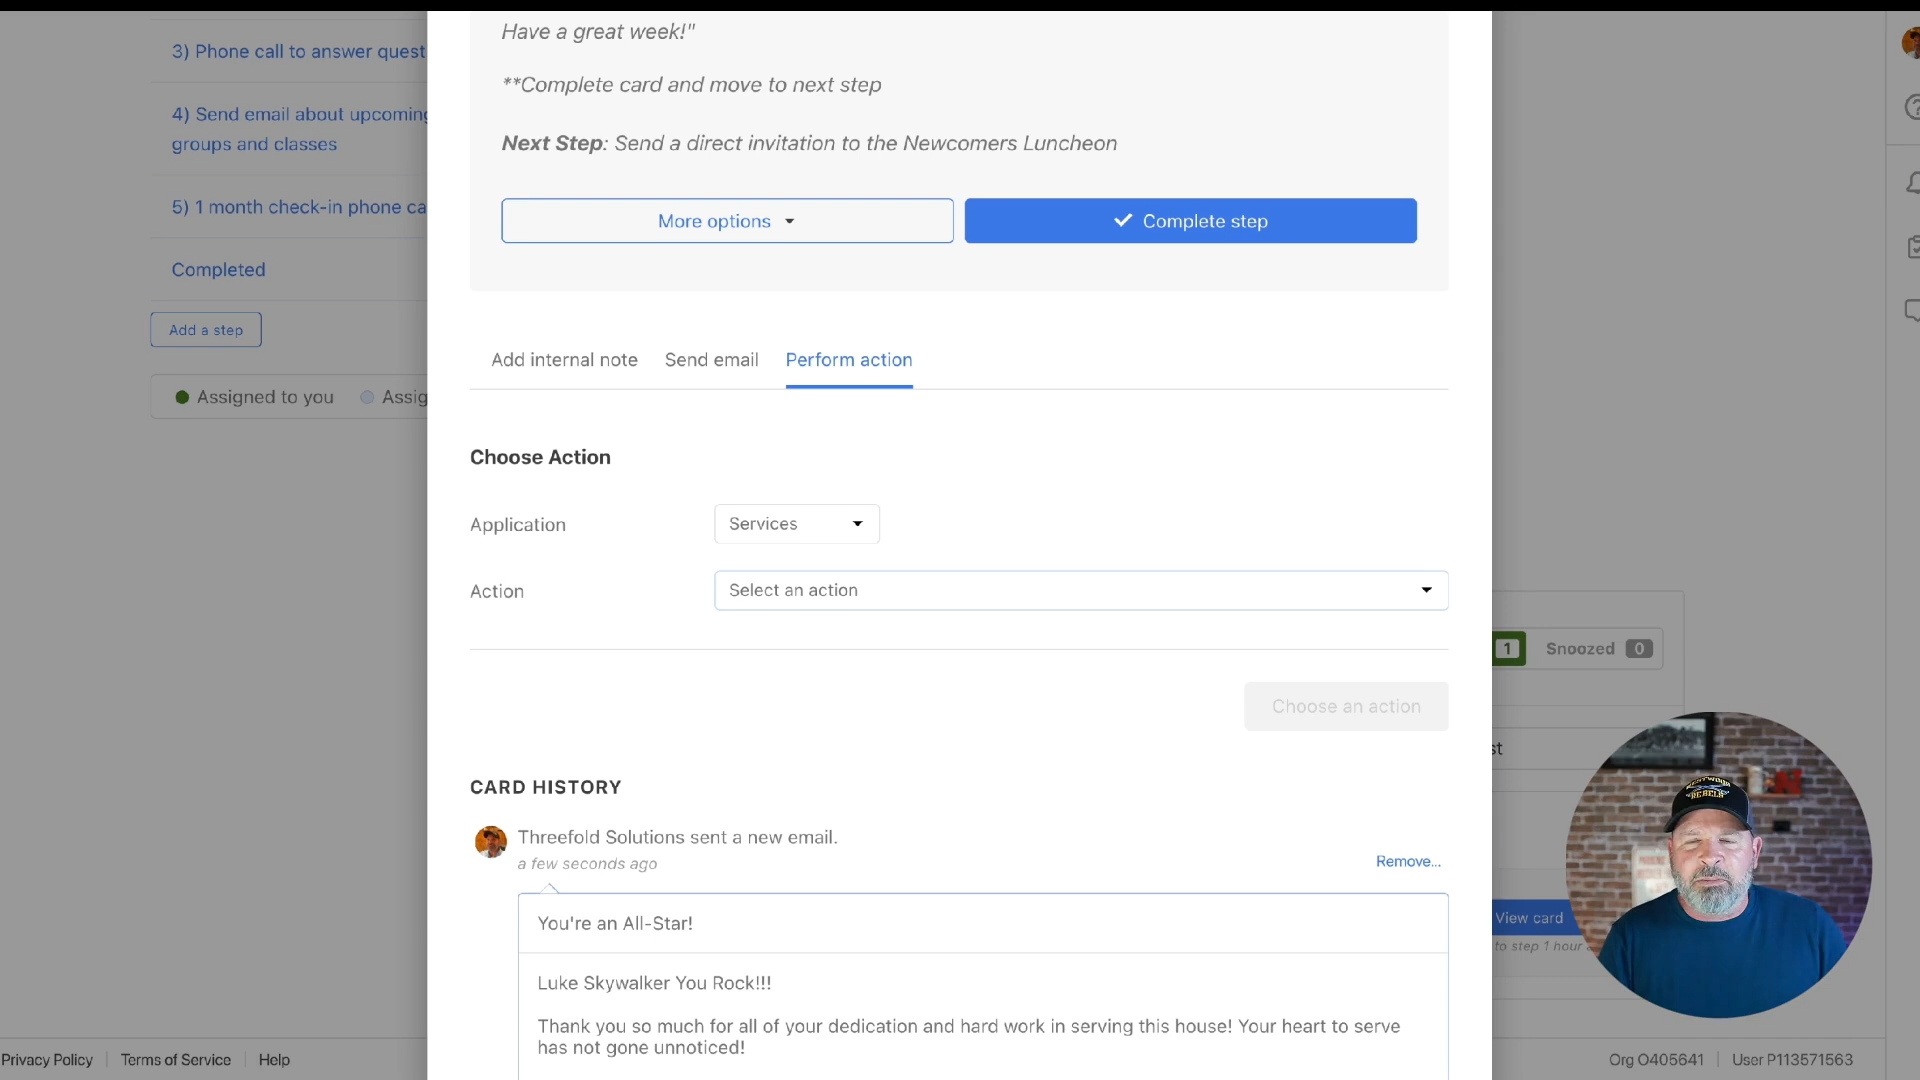 3) Phone call to answer quest
4) Send email about upcoming
groups and classes
5) 1 month check-in phone ca
Completed
Add a step
Assigned to you
Assig
Have a great week!"
**Complete card and move to next step
Next Step: Send a direct invitation to the Newcomers Luncheon
More options
Complete step
Add internal note
Send email
Perform action
Choose Action
Application
Services
Action
Select an action
Choose an action
CARD HISTORY
Threefold Solutions sent a new email.
a few seconds ago
Remove...
You're an All-Star!
Luke Skywalker You Rock!!!
Thank you so much for all of your dedication and hard work in serving this house! Your heart to serve
has not gone unnoticed!
1
Snoozed 0
st
View card
to step 1 hour
REBELS
Privacy Policy
Terms of Service
Help
Org O405641
User P113571563